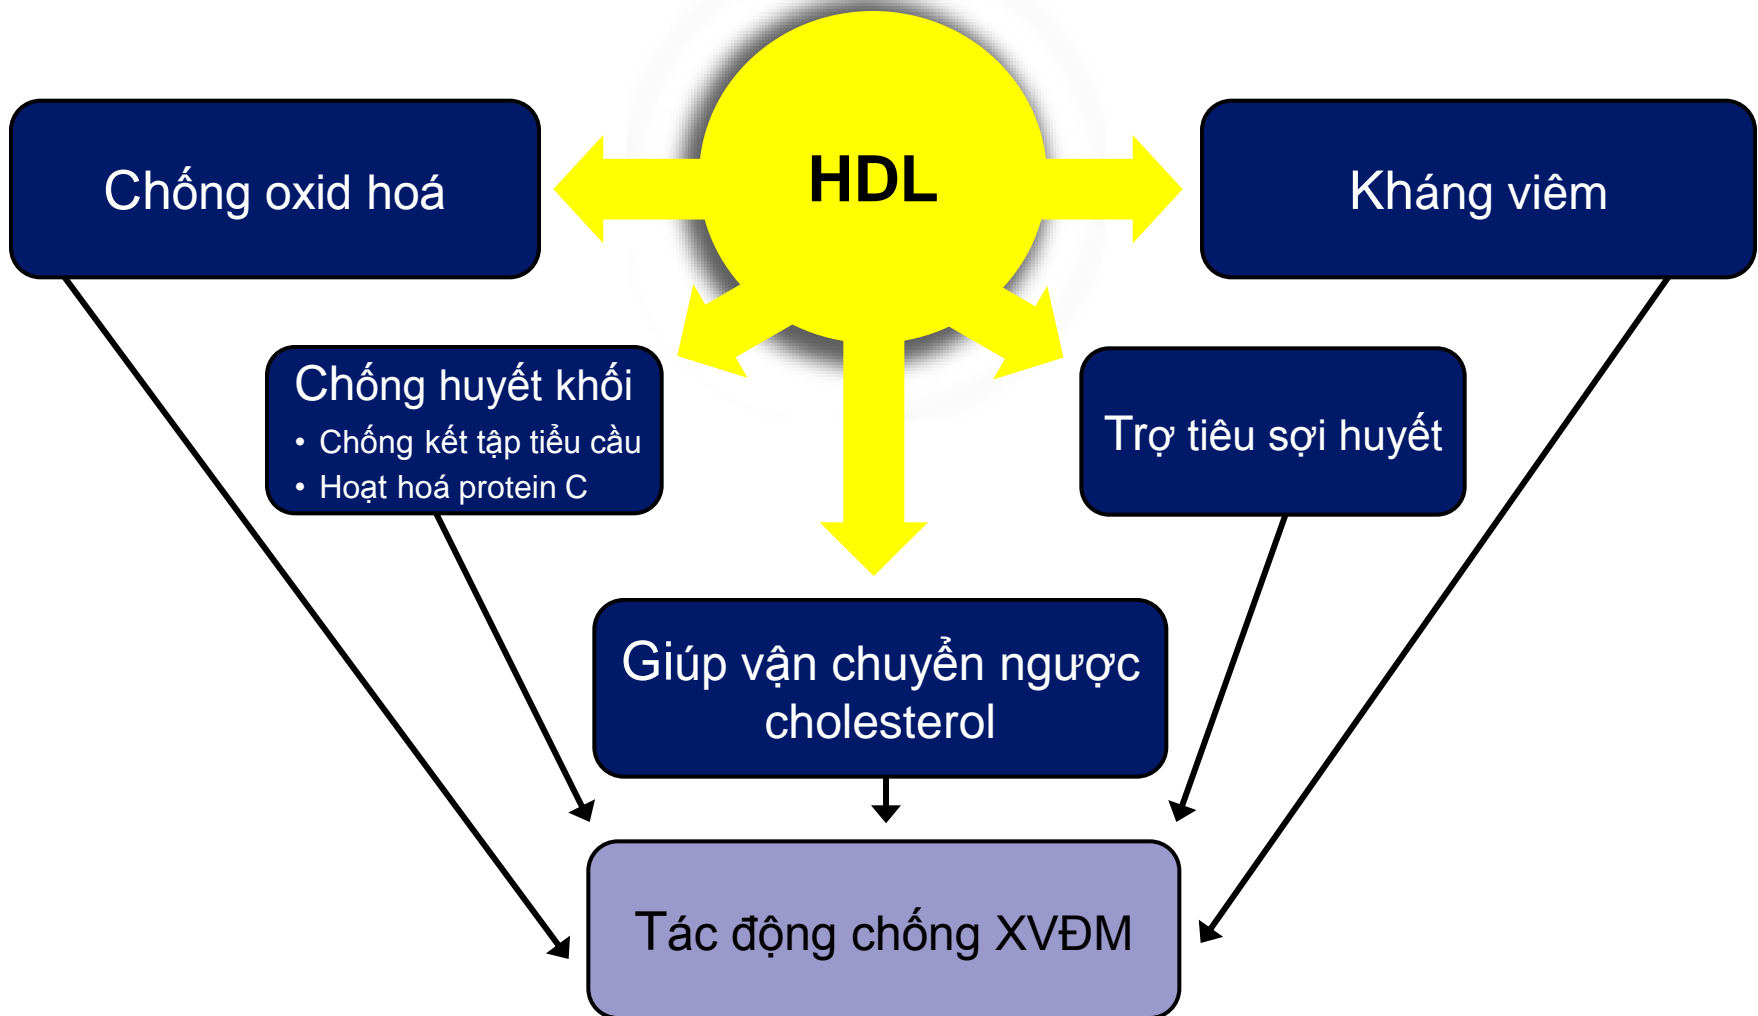 HDL
Chống oxid hoá
Kháng viêm
Chống huyết khối
• Chống kết tập tiểu cầu
• Hoạt hoá protein C
Trợ tiêu sợi huyết
Giúp vận chuyển ngược
cholesterol
Tác động chống XVĐM